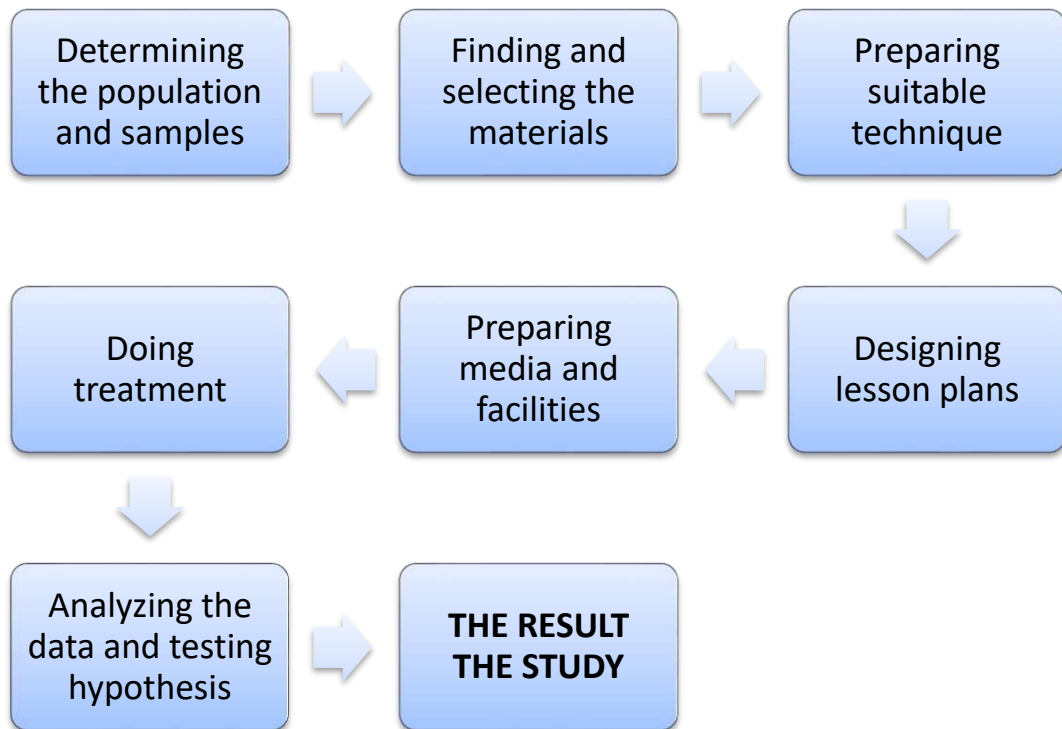 Determining
the population
and samples
Finding and
selecting the
materials
Preparing
suitable
technique
Designing
lesson plans
Preparing
media and
facilities
Doing
treatment
Analyzing the
data and testing
hypothesis
THE RESULT
THE STUDY